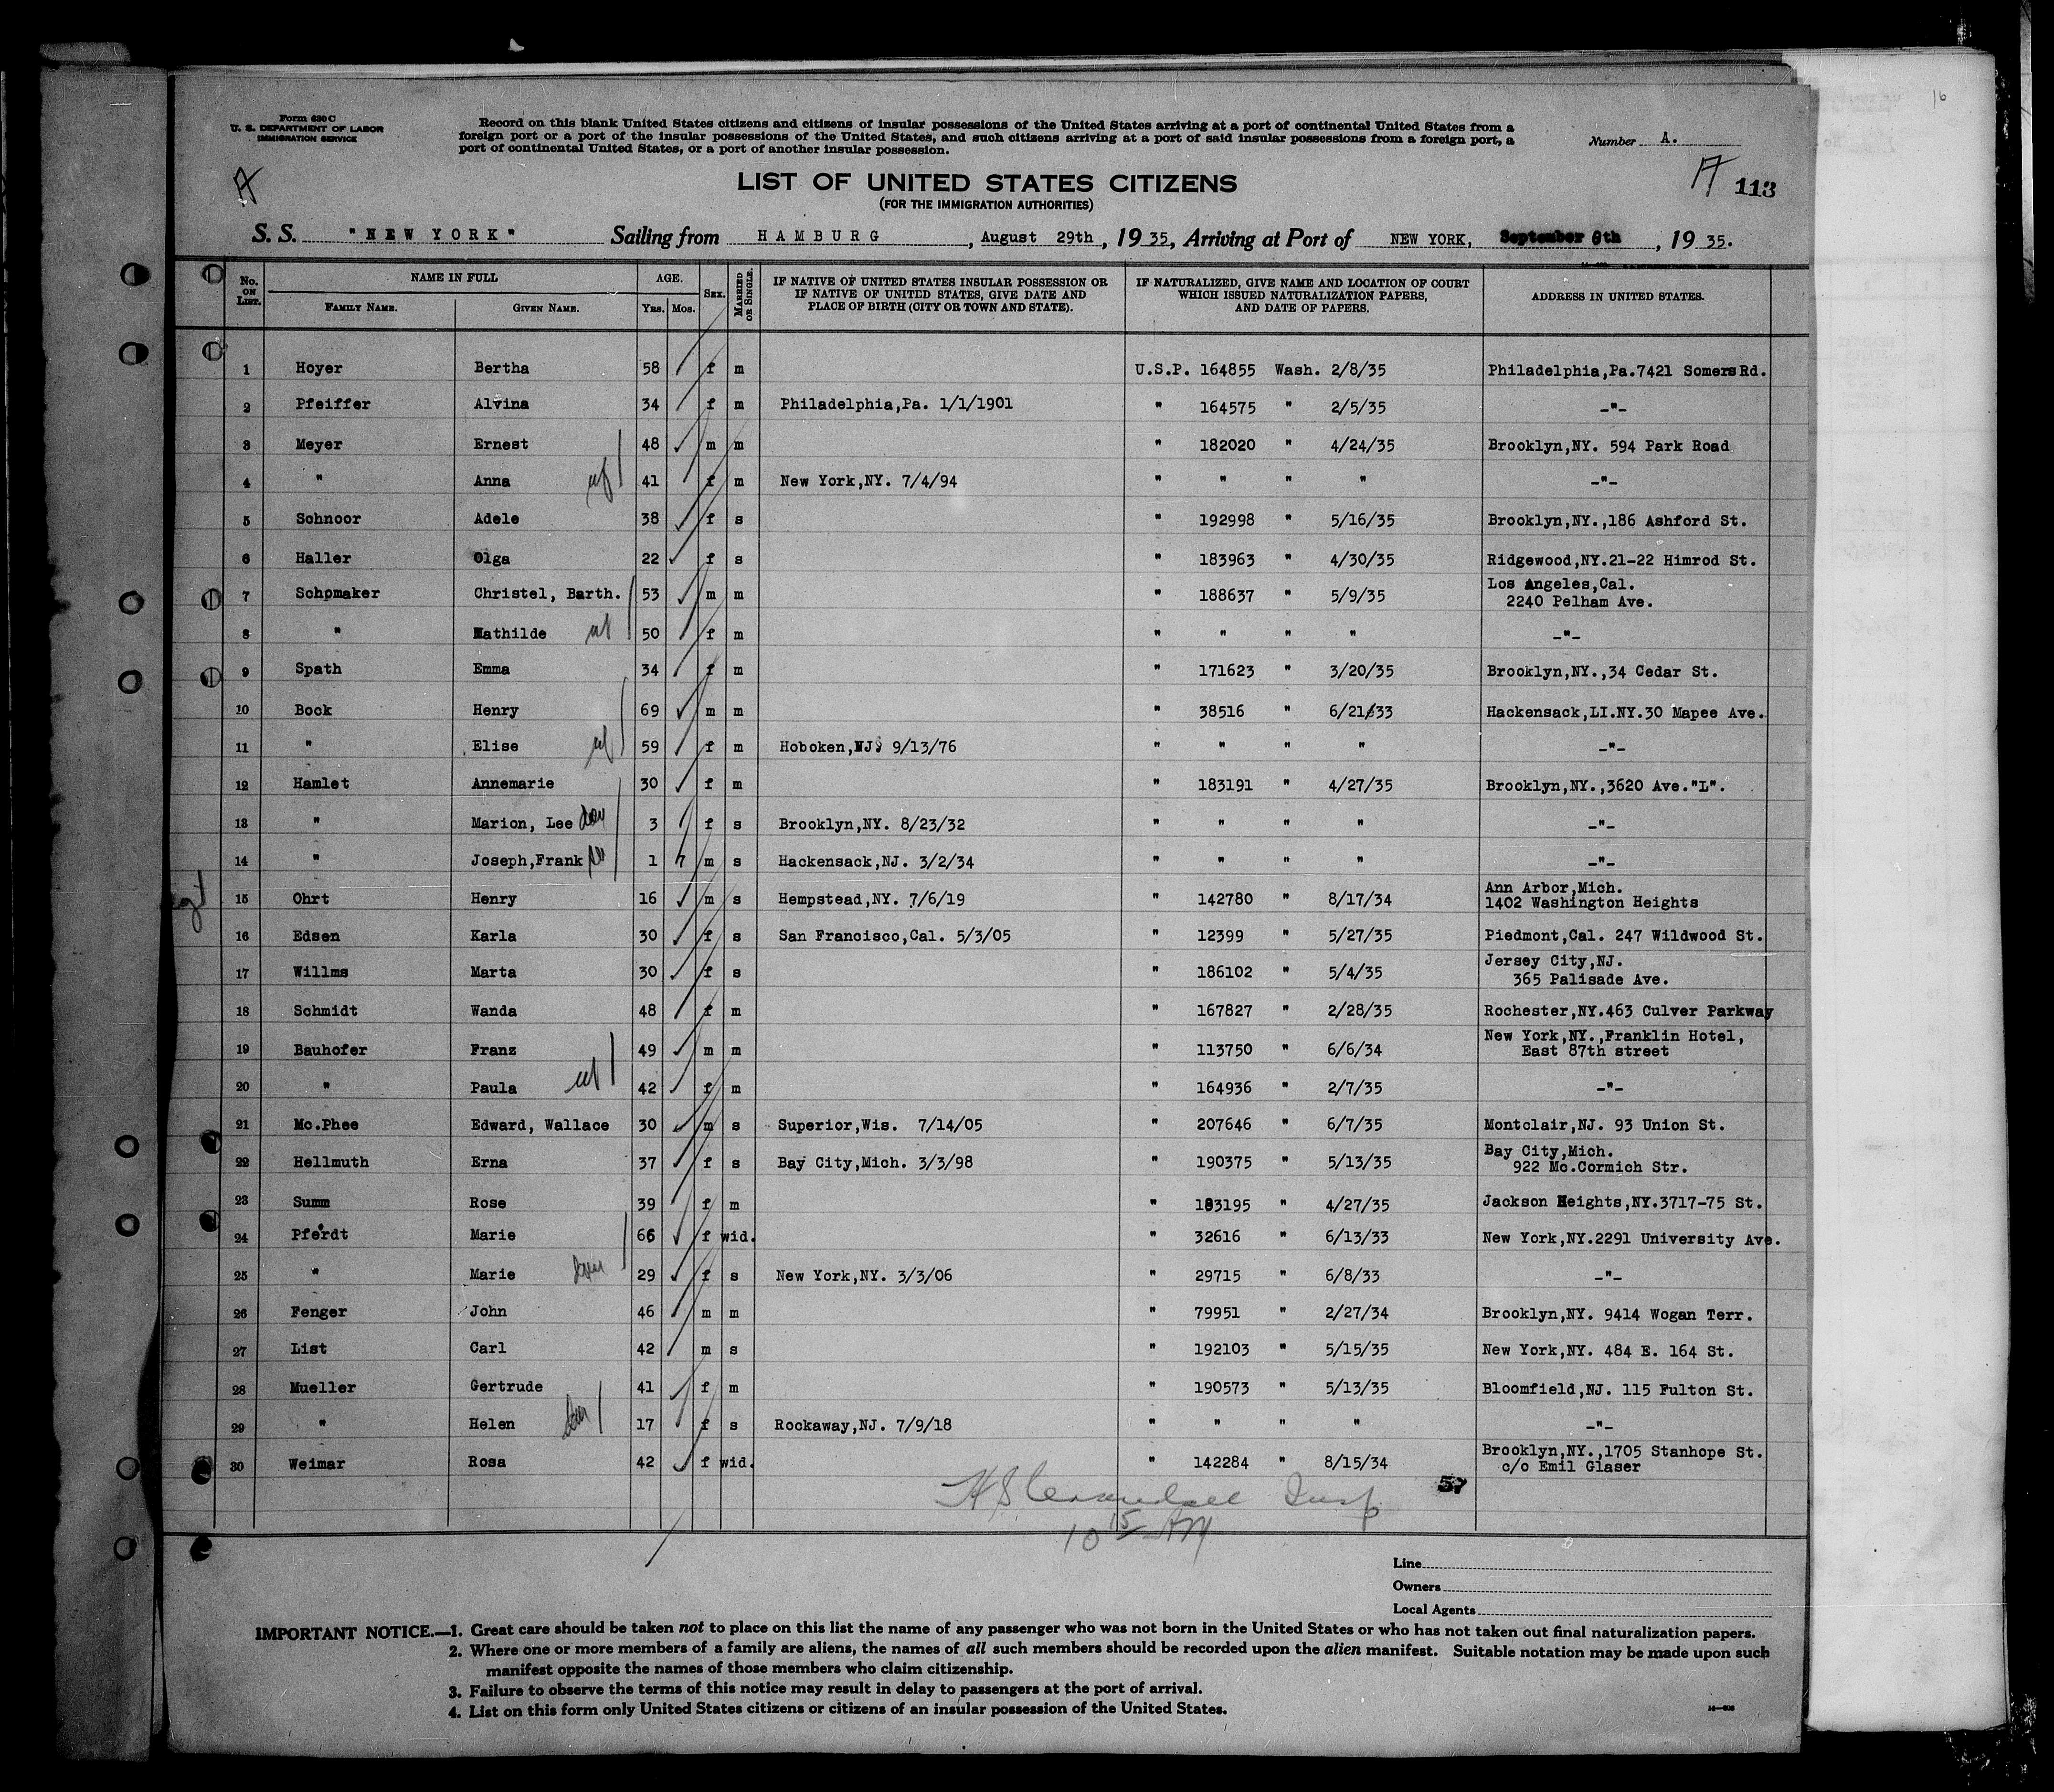 Form 630 C
U. S. DEPARTMENT OF LABOR
IMMIGRATION SERVICE
Record on this blank United States citizens and citizens of insular possessions of the United States arriving at a port of continental United States from a
foreign port or a port of the insular possessions of the United States, and such citizens arriving at a port of said insular possessions from a foreign port, a
port of continental United States, or a port of another insular possession.
Number A.
A
A 113
16
LIST OF UNITED STATES CITIZENS
(FOR THE IMMIGRATION AUTHORITIES)
S. S. "NEW YORK" Sailing from HAMBURG, August 29th, 1935, Arriving at Port of NEW YORK, September 6th, 1935.
No. ON LIST. NAME IN FULL FAMILY NAME. GIVEN NAME. AGE. YRS. MOS. SEX. MARRIED OR SINGLE. IF NATIVE OF UNITED STATES INSULAR POSSESSION OR IF NATIVE OF UNITED STATES, GIVE DATE AND PLACE OF BIRTH (CITY OR TOWN AND STATE). IF NATURALIZED, GIVE NAME AND LOCATION OF COURT WHICH ISSUED NATURALIZATION PAPERS, AND DATE OF PAPERS. ADDRESS IN UNITED STATES.
1 Hoyer Bertha 58 f m U.S.P. 164855 Wash. 2/8/35 Philadelphia,Pa.7421 Somers Rd.
2 Pfeiffer Alvina 34 f m Philadelphia,Pa. 1/1/1901 " 164575 " 2/5/35 -"-
3 Meyer Ernest 48 m m " 182020 " 4/24/35 Brooklyn,NY. 594 Park Road
4 " Anna wf 41 f m New York,NY. 7/4/94 " " " " -"-
5 Schnoor Adele 38 f s " 192998 " 5/16/35 Brooklyn,NY.,186 Ashford St.
6 Haller Olga 22 f s " 183963 " 4/30/35 Ridgewood,NY.21-22 Himrod St.
7 Schomaker Christel, Barth. 53 m m " 188637 " 5/9/35 Los Angeles,Cal.
2240 Pelham Ave.
8 " Mathilde wf 50 f m " " " " -"-
9 Spath Emma 34 f m " 171623 " 3/20/35 Brooklyn,NY.,34 Cedar St.
10 Bock Henry 69 m m " 38516 " 6/21/33 Hackensack,LI.NY.30 Mapee Ave.
11 " Elise wf 59 f m Hoboken,NJ. 9/13/76 " " " " -"-
12 Hamlet Annemarie 30 f m " 183191 " 4/27/35 Brooklyn,NY.,3620 Ave."L".
13 " Marion, Lee dau 3 f s Brooklyn,NY. 8/23/32 " " " " -"-
14 " Joseph,Frank 1 7 m s Hackensack,NJ. 3/2/34 " " " " -"-
15 Ohrt Henry 16 m s Hempstead,NY. 7/6/19 " 142780 " 8/17/34 Ann Arbor,Mich.
1402 Washington Heights
16 Edsen Karla 30 f s San Francisco,Cal. 5/3/05 " 12399 " 5/27/35 Piedmont,Cal. 247 Wildwood St.
17 Willms Marta 30 f s " 186102 " 5/4/35 Jersey City,NJ.
365 Palisade Ave.
18 Schmidt Wanda 48 f m " 167827 " 2/28/35 Rochester,NY.463 Culver Parkway
19 Bauhofer Franz 49 m m " 113750 " 6/6/34 New York,NY.,Franklin Hotel,
East 87th street
20 " Paula wf 42 f m " 164936 " 2/7/35 -"-
21 Mc.Phee Edward, Wallace 30 m s Superior,Wis. 7/14/05 " 207646 " 6/7/35 Montclair,NJ. 93 Union St.
22 Hellmuth Erna 37 f s Bay City,Mich. 3/3/98 " 190375 " 5/13/35 Bay City,Mich.
922 Mc.Cormich Str.
23 Summ Rose 39 f m " 183195 " 4/27/35 Jackson Heights,NY.3717-75 St.
24 Pferdt Marie 66 f wid. " 32616 " 6/13/33 New York,NY.2291 University Ave.
25 " Marie dau 29 f s New York,NY. 3/3/06 " 29715 " 6/8/33 -"-
26 Fenger John 46 m m " 79951 " 2/27/34 Brooklyn,NY. 9414 Wogan Terr.
27 List Carl 42 m s " 192103 " 5/15/35 New York,NY. 484 E. 164 St.
28 Mueller Gertrude 41 f m " 190573 " 5/13/35 Bloomfield,NJ. 115 Fulton St.
29 " Helen dau 17 f s Rockaway,NJ. 7/9/18 " " " " -"-
30 Weimar Rosa 42 f wid. " 142284 " 8/15/34 Brooklyn,NY.,1705 Stanhope St.
c/o Emil Glaser
57
Insp
10 15 AM
Line
Owners
Local Agents
IMPORTANT NOTICE.—1. Great care should be taken not to place on this list the name of any passenger who was not born in the United States or who has not taken out final naturalization papers.
2. Where one or more members of a family are aliens, the names of all such members should be recorded upon the alien manifest. Suitable notation may be made upon such
manifest opposite the names of those members who claim citizenship.
3. Failure to observe the terms of this notice may result in delay to passengers at the port of arrival.
4. List on this form only United States citizens or citizens of an insular possession of the United States.